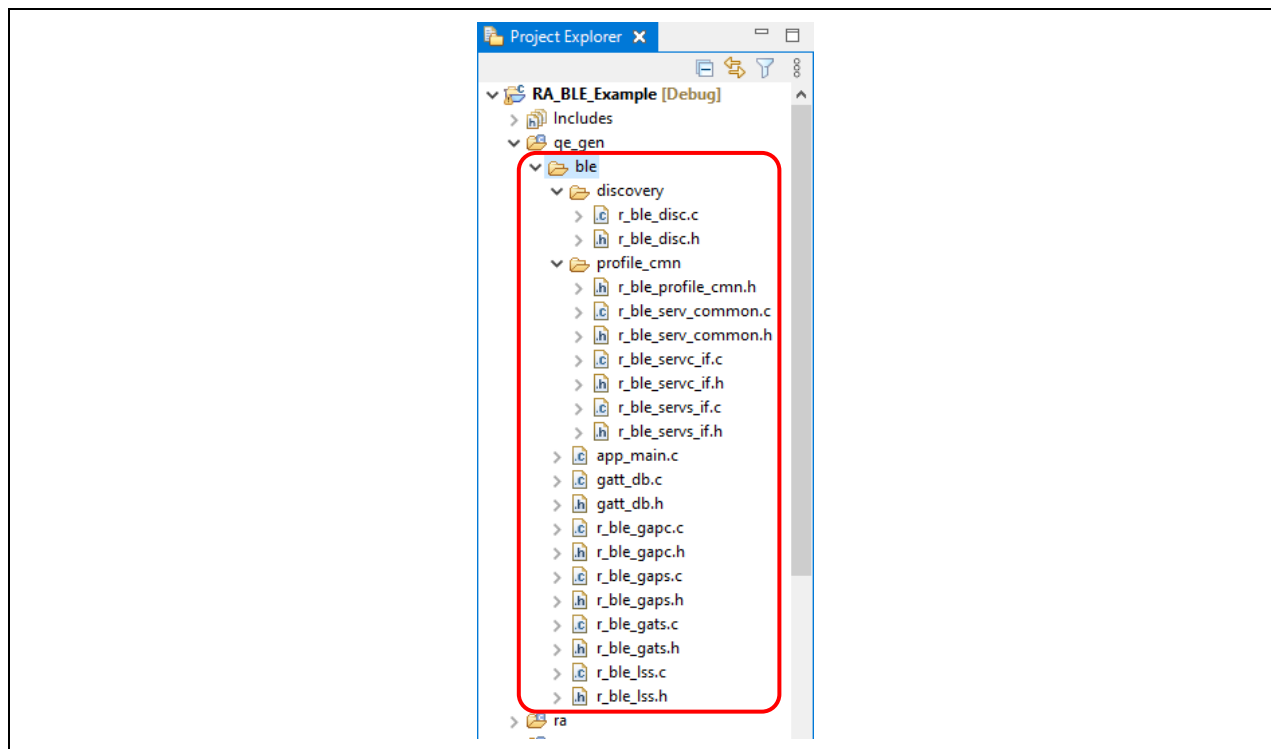 Project Explorer
RA_BLE_Example [Debug]
Includes
qe_gen
ble
discovery
r_ble_disc.c
r_ble_disc.h
profile_cmn
r_ble_profile_cmn.h
r_ble_serv_common.c
r_ble_serv_common.h
r_ble_servc_if.c
r_ble_servc_if.h
r_ble_servs_if.c
r_ble_servs_if.h
app_main.c
gatt_db.c
gatt_db.h
r_ble_gapc.c
r_ble_gapc.h
r_ble_gaps.c
r_ble_gaps.h
r_ble_gats.c
r_ble_gats.h
r_ble_lss.c
r_ble_lss.h
ra